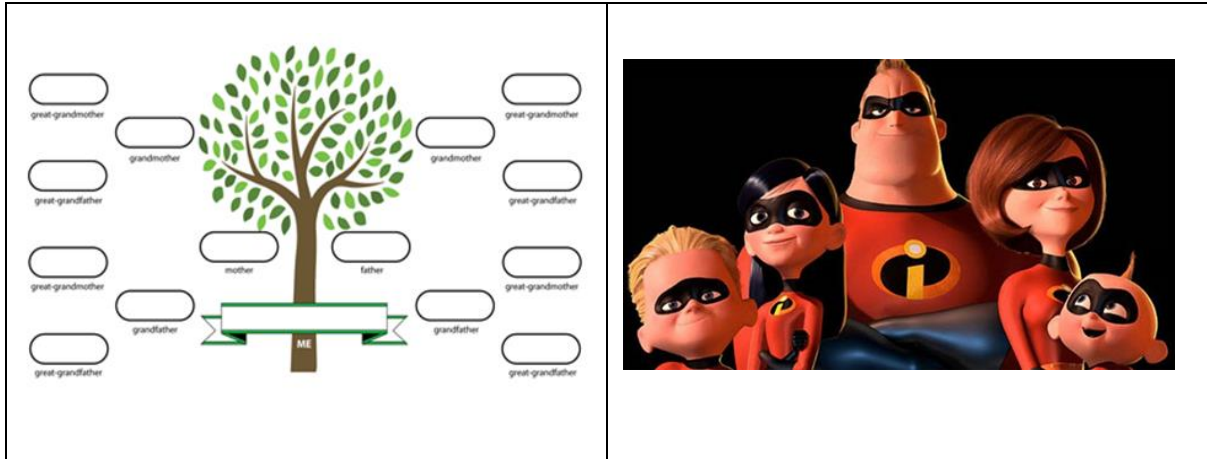 great-grandmother
grandmother
great-grandfather
great-grandmother
grandfather
great-grandfather
mother
father
ME
great-grandmother
grandmother
great-grandfather
great-grandmother
grandfather
great-grandfather
i